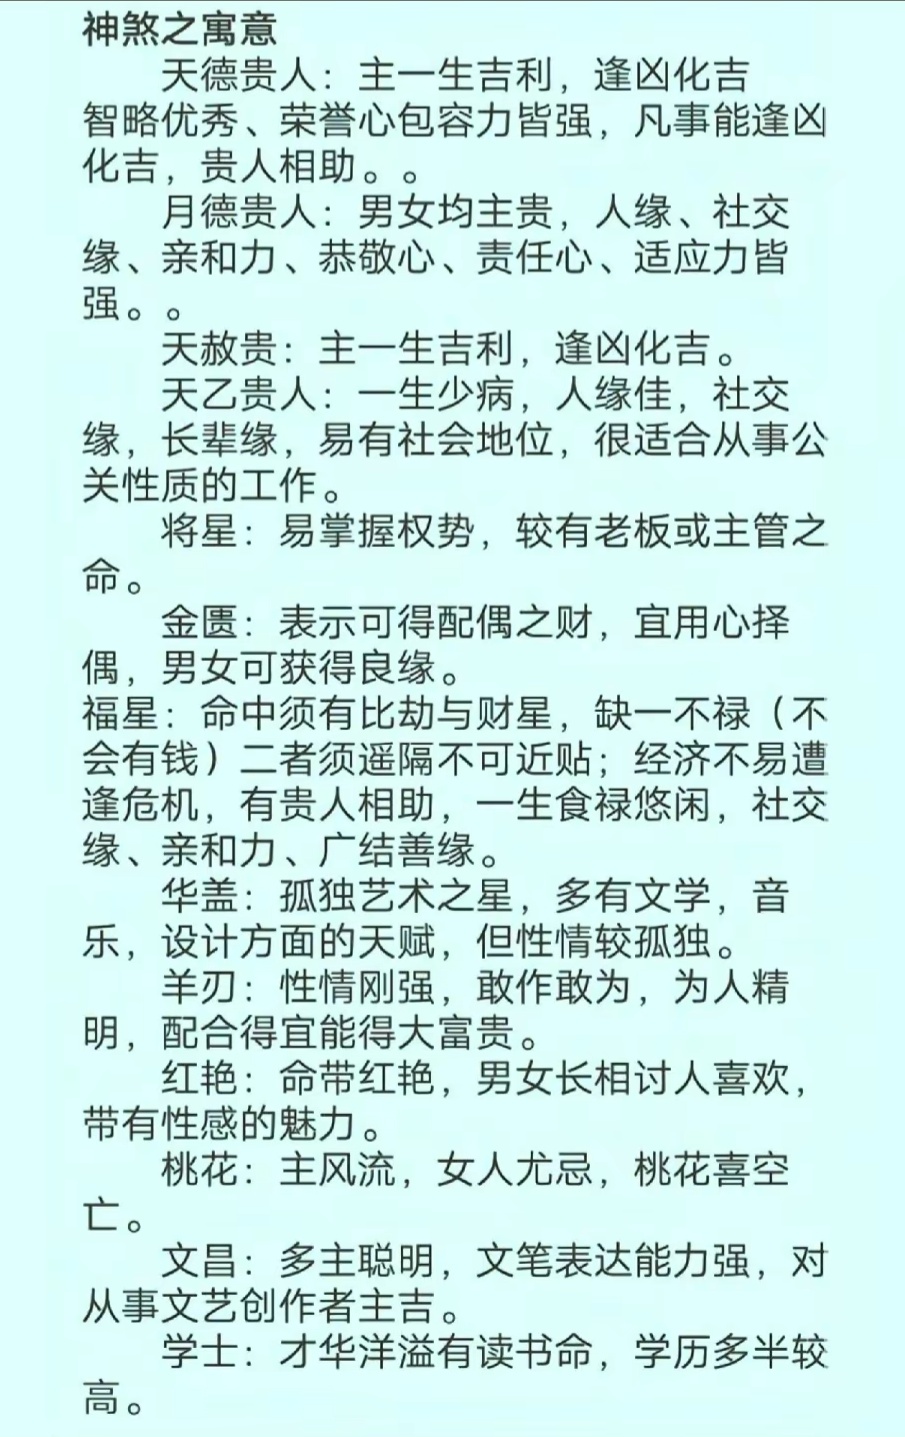 神煞之寓意
天德贵人：主一生吉利，逢凶化吉
智略优秀、荣誉心包容力皆强，凡事能逢凶
化吉，贵人相助。。
月德贵人：男女均主贵，人缘、社交
缘、亲和力、恭敬心、责任心、适应力皆
强。。
天赦贵：主一生吉利，逢凶化吉。
天乙贵人：一生少病，人缘佳，社交
缘，长辈缘，易有社会地位，很适合从事公
关性质的工作。
将星：易掌握权势，较有老板或主管之
命。
金匮：表示可得配偶之财，宜用心择
偶，男女可获得良缘。
福星：命中须有比劫与财星，缺一不禄（不
会有钱）二者须遥隔不可近贴；经济不易遭
逢危机，有贵人相助，一生食禄悠闲，社交
缘、亲和力、广结善缘。
华盖：孤独艺术之星，多有文学，音
乐，设计方面的天赋，但性情较孤独。
羊刃：性情刚强，敢作敢为，为人精
明，配合得宜能得大富贵。
红艳：命带红艳，男女长相讨人喜欢，
带有性感的魅力。
桃花：主风流，女人尤忌，桃花喜空
亡。
文昌：多主聪明，文笔表达能力强，对
从事文艺创作者主吉。
学士：才华洋溢有读书命，学历多半较
高。